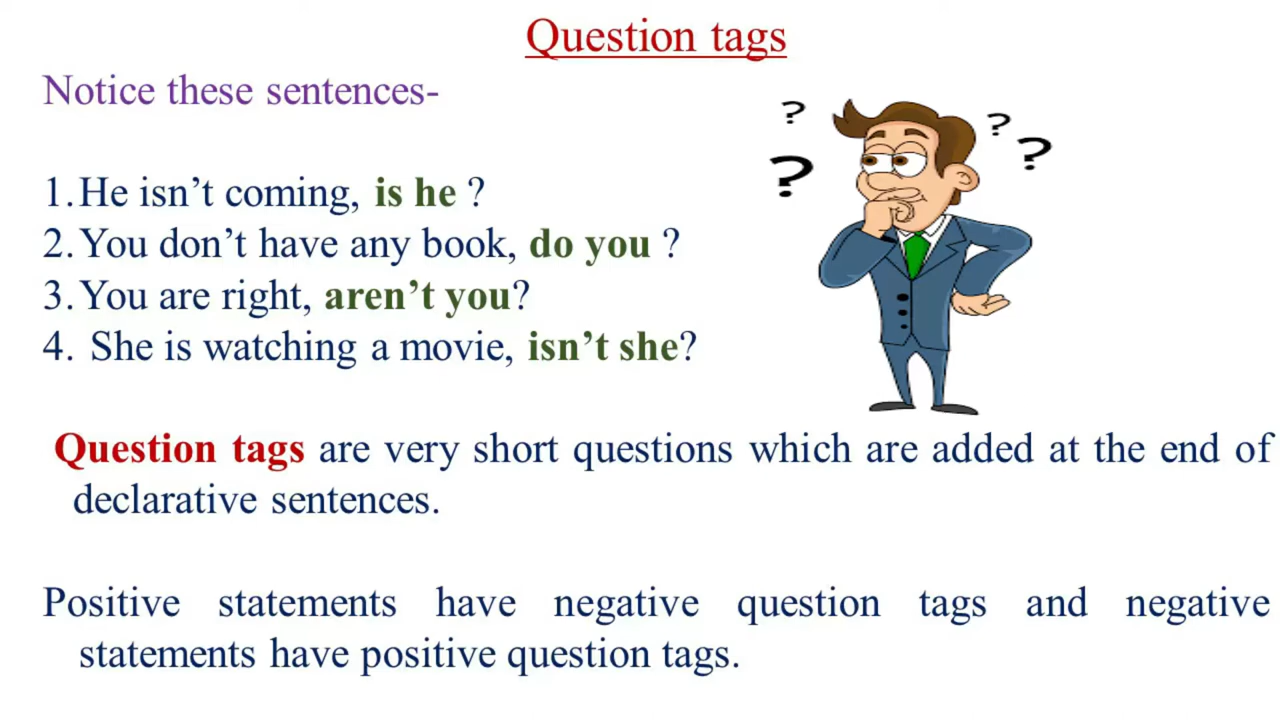 Question tags
Notice these sentences-
1. He isn’t coming, is he ?
2. You don’t have any book, do you ?
3. You are right, aren’t you?
4. She is watching a movie, isn’t she?
Question tags are very short questions which are added at the end of
declarative sentences.
Positive statements have negative question tags and negative
statements have positive question tags.
? ? ? ?